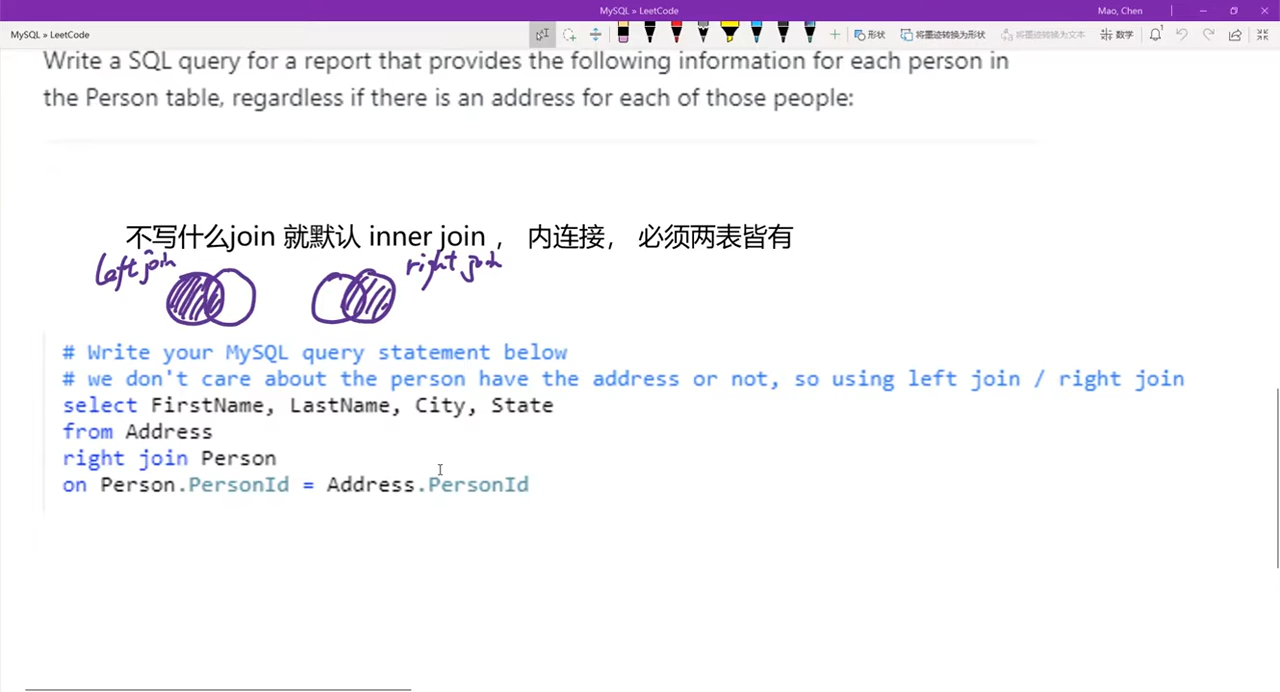 MySQL » LeetCode
Mao, Chen
MySQL » LeetCode
形状
将墨迹转换为形状
将墨迹转换为文本
数学
Write a SQL query for a report that provides the following information for each person in
the Person table, regardless if there is an address for each of those people:
不写什么join 就默认 inner join ， 内连接， 必须两表皆有
left join
right join
# Write your MySQL query statement below
# we don't care about the person have the address or not, so using left join / right join
select FirstName, LastName, City, State
from Address
right join Person
on Person.PersonId = Address.PersonId